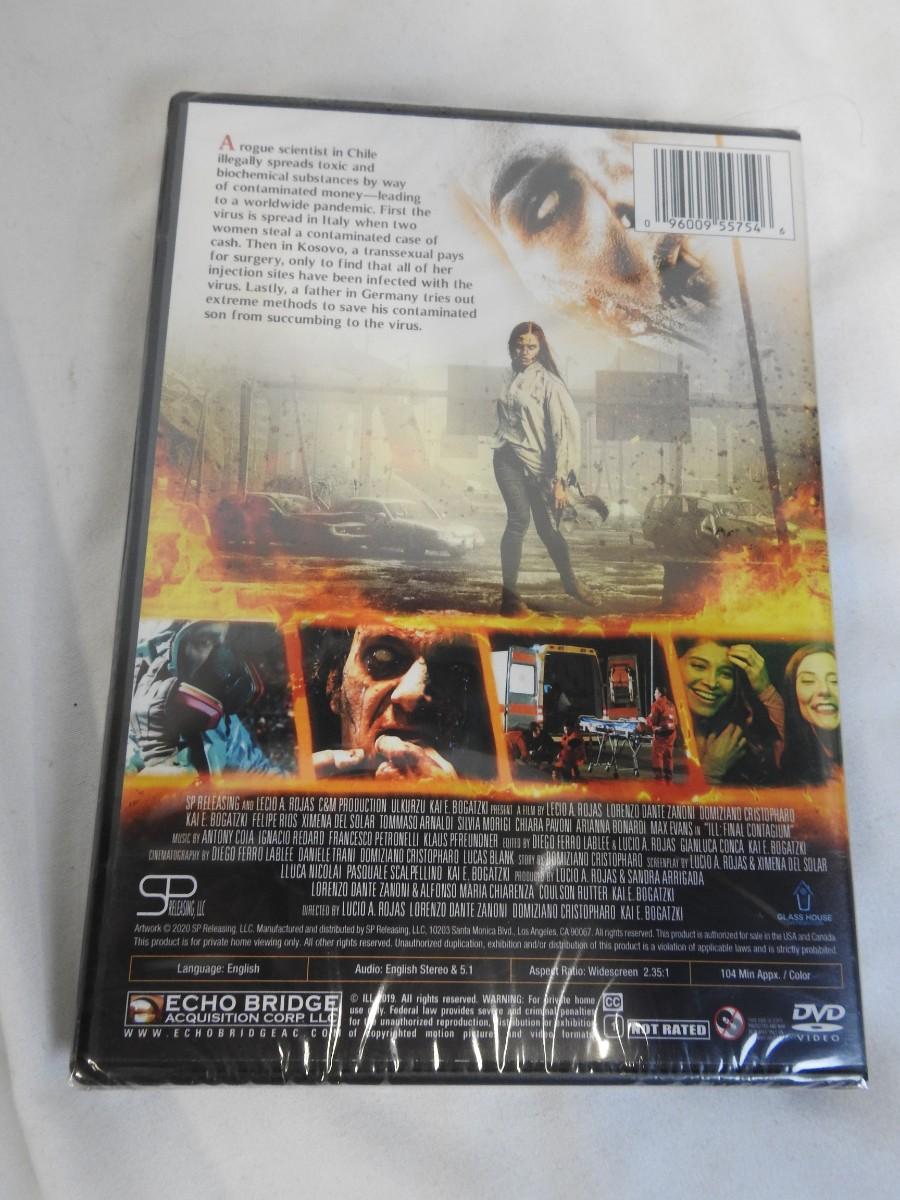 A rogue scientist in Chile
illegally spreads toxic and
biochemical substances by way
of contaminated money—leading
to a worldwide pandemic. First the
virus is spread in Italy when two
women steal a contaminated case of
cash. Then in Kosovo, a transsexual pays
for surgery, only to find that all of her
injection sites have been infected with the
virus. Lastly, a father in Germany tries out
extreme methods to save his contaminated
son from succumbing to the virus.
0 96009 55754 6
SP RELEASING AND LECIO A. ROJAS C&M PRODUCTION ULKURZU KAI E. BOGATZKI PRESENT A FILM BY LECIO A. ROJAS LORENZO DANTE ZANONI DOMIZIANO CRISTOPHARO
KAI E. BOGATZKI FELIPE RIOS XIMENA DEL SOLAR TOMMASO ARNALDI SILVIA MORIGI CHIARA PAVONI ARIANNA BONARDI MAX EVANS IN "ILL: FINAL CONTAGIUM"
MUSIC BY ANTONY COIA IGNACIO REDARD FRANCESCO PETRONELLI KLAUS PFREUNDNER EDITED BY DIEGO FERRO LABLEE & LUCIO A. ROJAS GIANLUCA CONCA KAI E. BOGATZKI
CINEMATOGRAPHY BY DIEGO FERRO LABLEE DANIELE TRANI DOMIZIANO CRISTOPHARO LUCAS BLANK STORY DOMIZIANO CRISTOPHARO SCREENPLAY BY LUCIO A. ROJAS & XIMENA DEL SOLAR
LLUCA NICOLAI PASQUALE SCALPELLINO KAI E. BOGATZKI LUCIO A. ROJAS & SANDRA ARRIGADA
LORENZO DANTE ZANONI & ALFONSO MARIA CHIARENZA COULSON RUTTER KAI E. BOGATZKI
DIRECTED BY LUCIO A. ROJAS LORENZO DANTE ZANONI DOMIZIANO CRISTOPHARO KAI E. BOGATZKI
SP
RELEASING, LLC
GLASS HOUSE
Artwork © 2020 SP Releasing, LLC. Manufactured and distributed by SP Releasing, LLC, 10203 Santa Monica Blvd., Los Angeles, CA 90067. All rights reserved. This product is authorized for sale in the USA and Canada.
This product is for private home viewing only. All other rights reserved. Unauthorized duplication, exhibition and/or distribution of this product is a violation of applicable laws and is strictly prohibited.
Language: English
Audio: English Stereo & 5.1
Aspect Ratio: Widescreen 2.35:1
104 Min Appx. / Color
ECHO BRIDGE
ACQUISITION CORP LLC
WWW.ECHOBRIDGEAC.CO
© ILL 2019. All rights reserved. WARNING: For private home
use only. Federal law provides severe and criminal penalties
for the unauthorized reproduction, distribution or exhibition
of copyrighted motion pictures and video formats
CC
1
NOT RATED
DVD
VIDEO